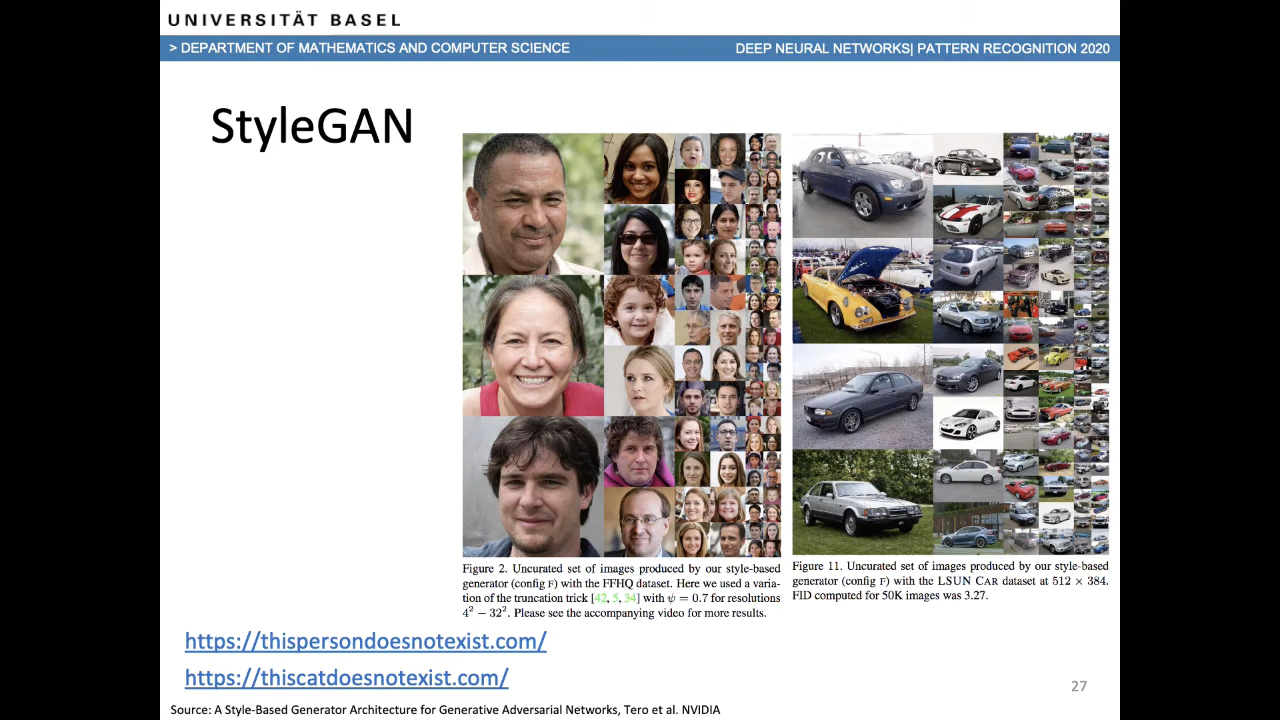 UNIVERSITÄT BASEL
> DEPARTMENT OF MATHEMATICS AND COMPUTER SCIENCE
DEEP NEURAL NETWORKS| PATTERN RECOGNITION 2020
StyleGAN
Figure 2. Uncurated set of images produced by our style-based
generator (config F) with the FFHQ dataset. Here we used a varia-
tion of the truncation trick [42, 5, 34] with ψ = 0.7 for resolutions
4² − 32². Please see the accompanying video for more results.
Figure 11. Uncurated set of images produced by our style-based
generator (config F) with the LSUN CAR dataset at 512 × 384.
FID computed for 50K images was 3.27.
https://thispersondoesnotexist.com/
https://thiscatdoesnotexist.com/
27
Source: A Style-Based Generator Architecture for Generative Adversarial Networks, Tero et al. NVIDIA